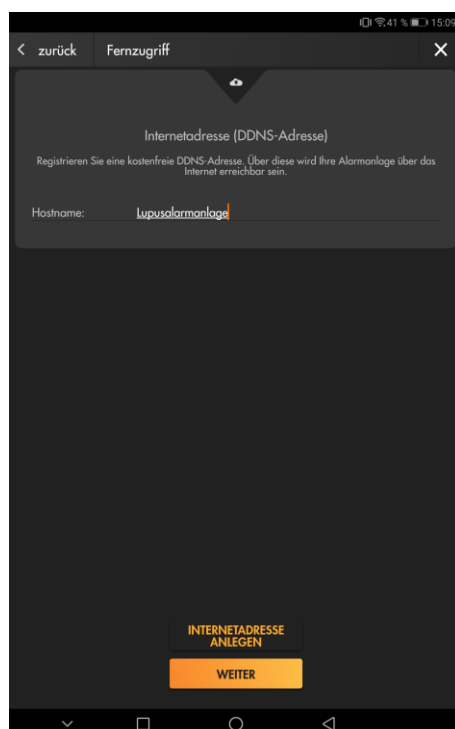 41 % 15:09
zurück Fernzugriff
Internetadresse (DDNS-Adresse)
Registrieren Sie eine kostenfreie DDNS-Adresse. Über diese wird Ihre Alarmanlage über das
Internet erreichbar sein.
Hostname: Lupusalarmanlage
INTERNETADRESSE
ANLEGEN
WEITER